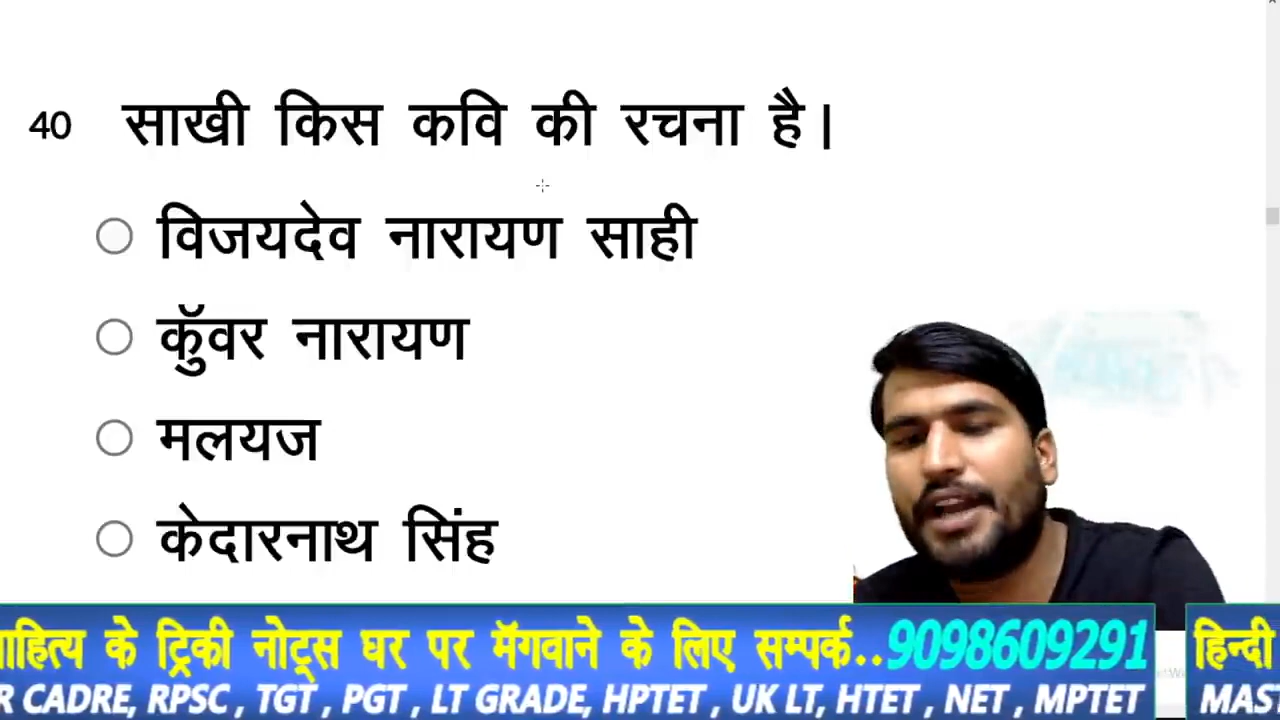 40 साखी किस कवि की रचना है|
विजयदेव नारायण साही
कुॅवर नारायण
मलयज
केदारनाथ सिंह
ाहित्य के ट्रिकी नोट्स घर पर मॅगवाने के लिए सम्पर्क..9098609291 हिन्दी
R CADRE, RPSC , TGT , PGT , LT GRADE, HPTET , UK LT, HTET , NET , MPTET MAST